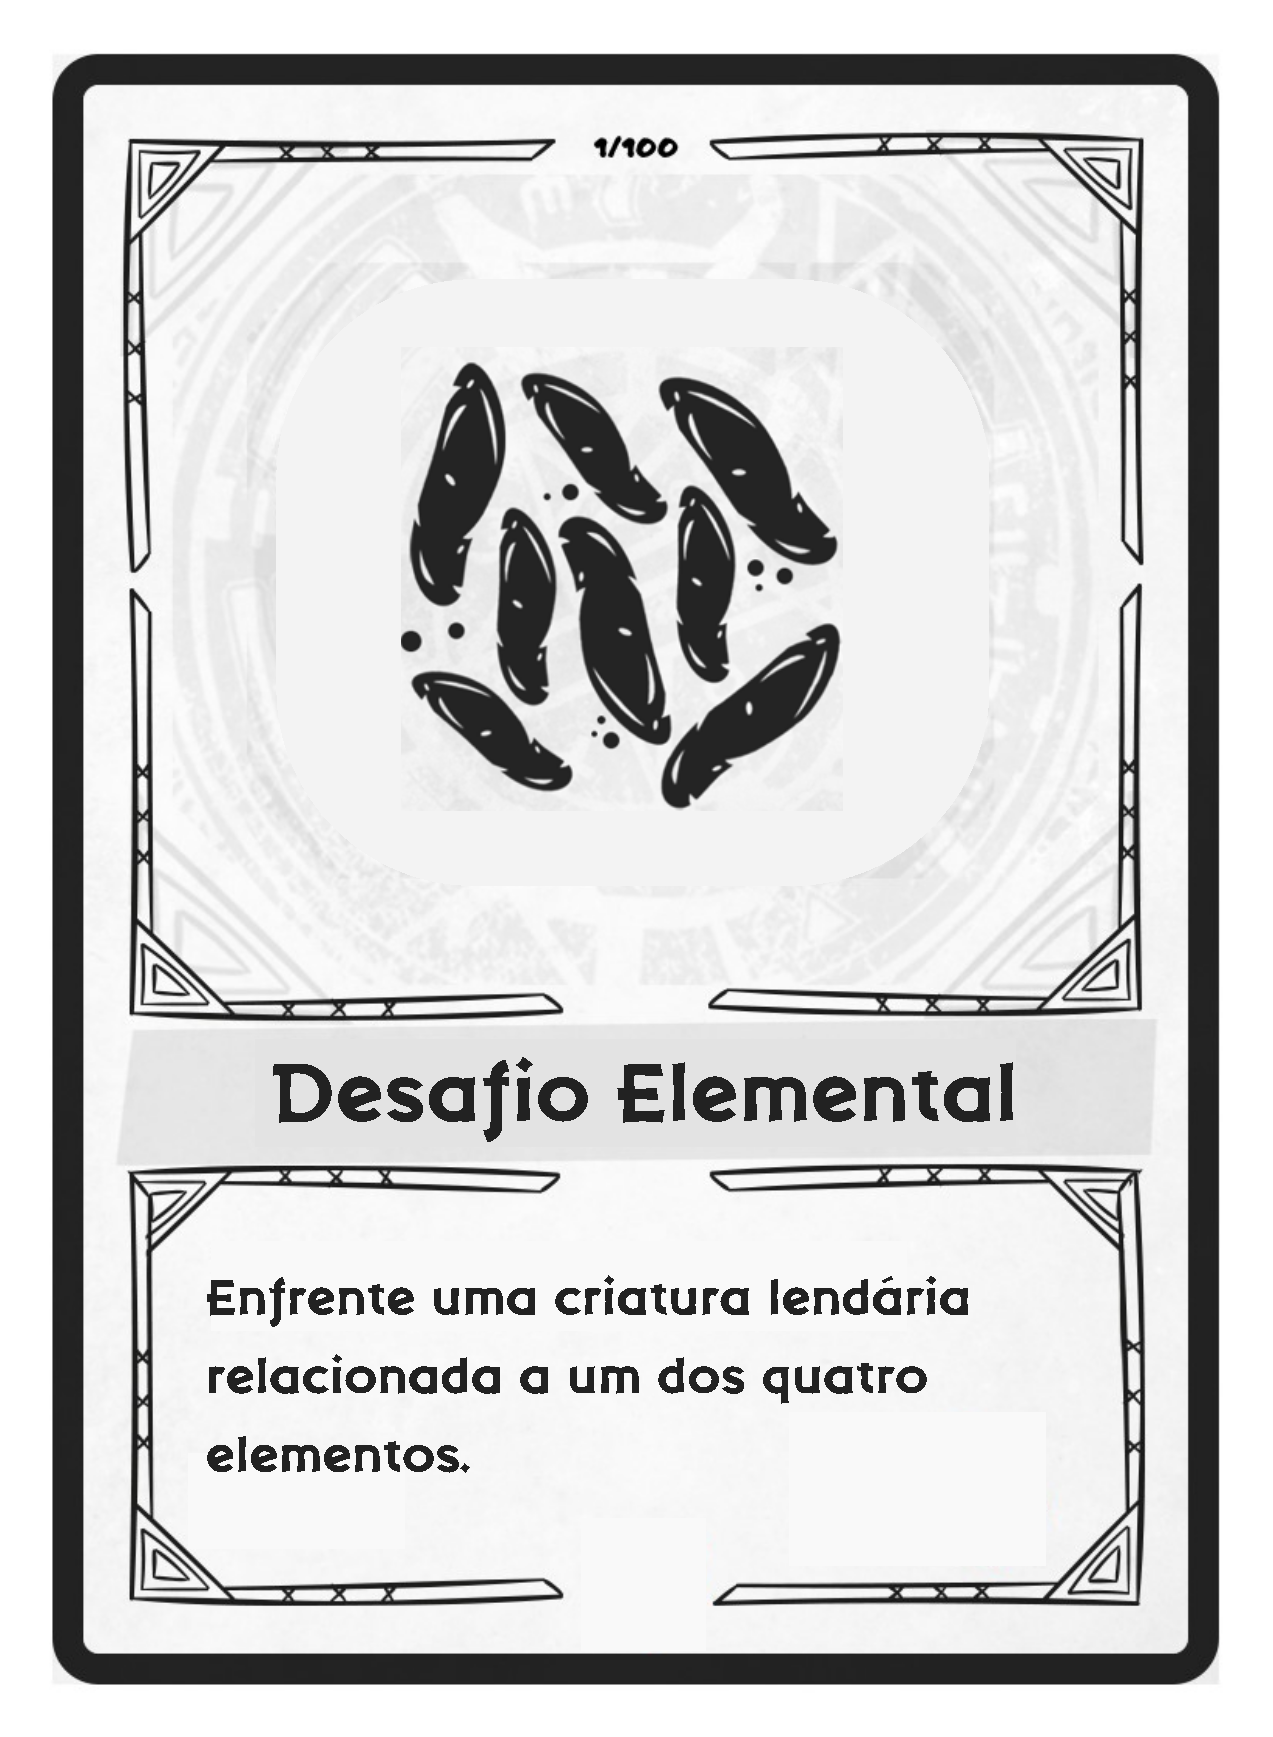 1/100
Desafio Elemental
Enfrente uma criatura lendária
relacionada a um dos quatro
elementos.